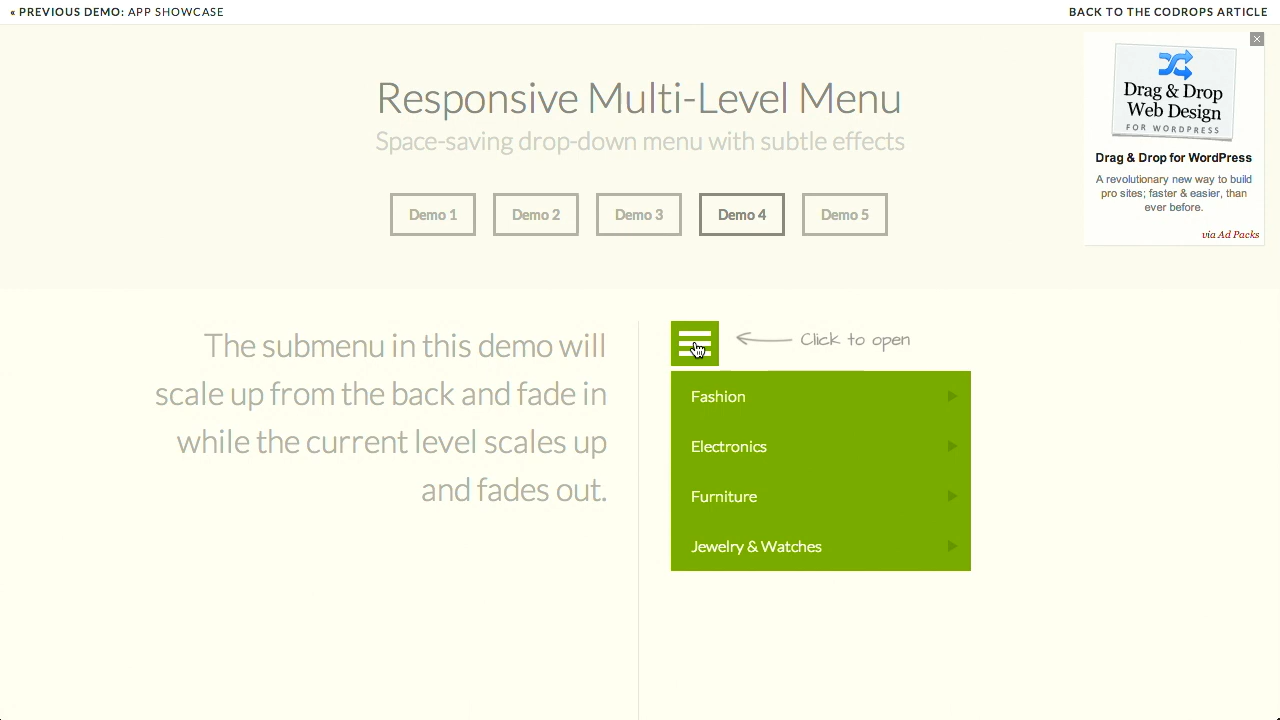 « PREVIOUS DEMO: APP SHOWCASE
BACK TO THE CODROPS ARTICLE
Responsive Multi-Level Menu
Space-saving drop-down menu with subtle effects
Demo 1
Demo 2
Demo 3
Demo 4
Demo 5
Drag & Drop
Web Design
FOR WORDPRESS
Drag & Drop for WordPress
A revolutionary new way to build
pro sites; faster & easier, than
ever before.
via Ad Packs
The submenu in this demo will
scale up from the back and fade in
while the current level scales up
and fades out.
Click to open
Fashion
Electronics
Furniture
Jewelry & Watches